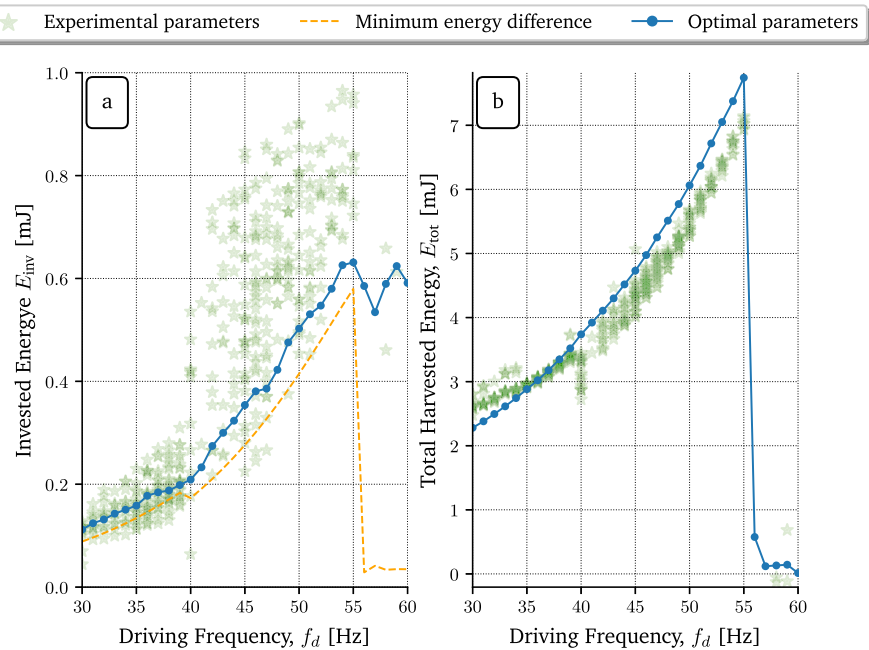 Experimental parameters Minimum energy difference Optimal parameters
a
b
1.0
0.8
0.6
0.4
0.2
0.0
7
6
5
4
3
2
1
0
30 35 40 45 50 55 60
30 35 40 45 50 55 60
Invested Energye E_inv [mJ]
Total Harvested Energy, E_tot [mJ]
Driving Frequency, f_d [Hz]
Driving Frequency, f_d [Hz]